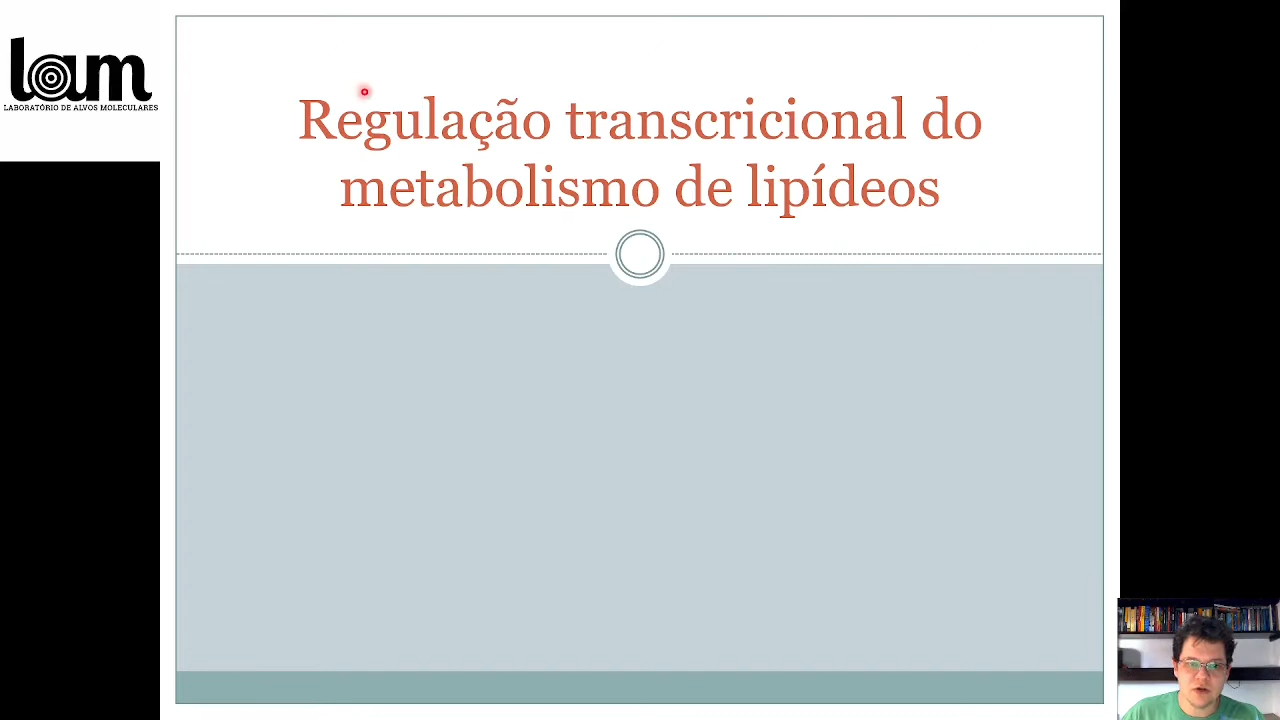 lam
LABORATÓRIO DE ALVOS MOLECULARES
Regulação transcricional do
metabolismo de lipídeos